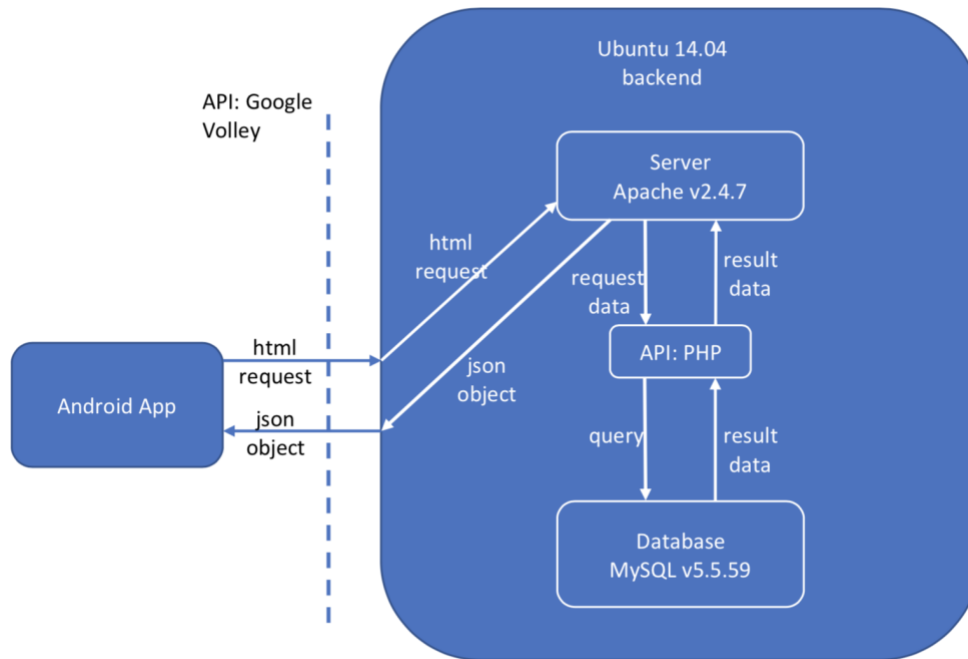 Ubuntu 14.04
backend
API: Google
Volley
Server
Apache v2.4.7
html
request
request
data
result
data
html
request
API: PHP
json
object
Android App
json
object
query
result
data
Database
MySQL v5.5.59